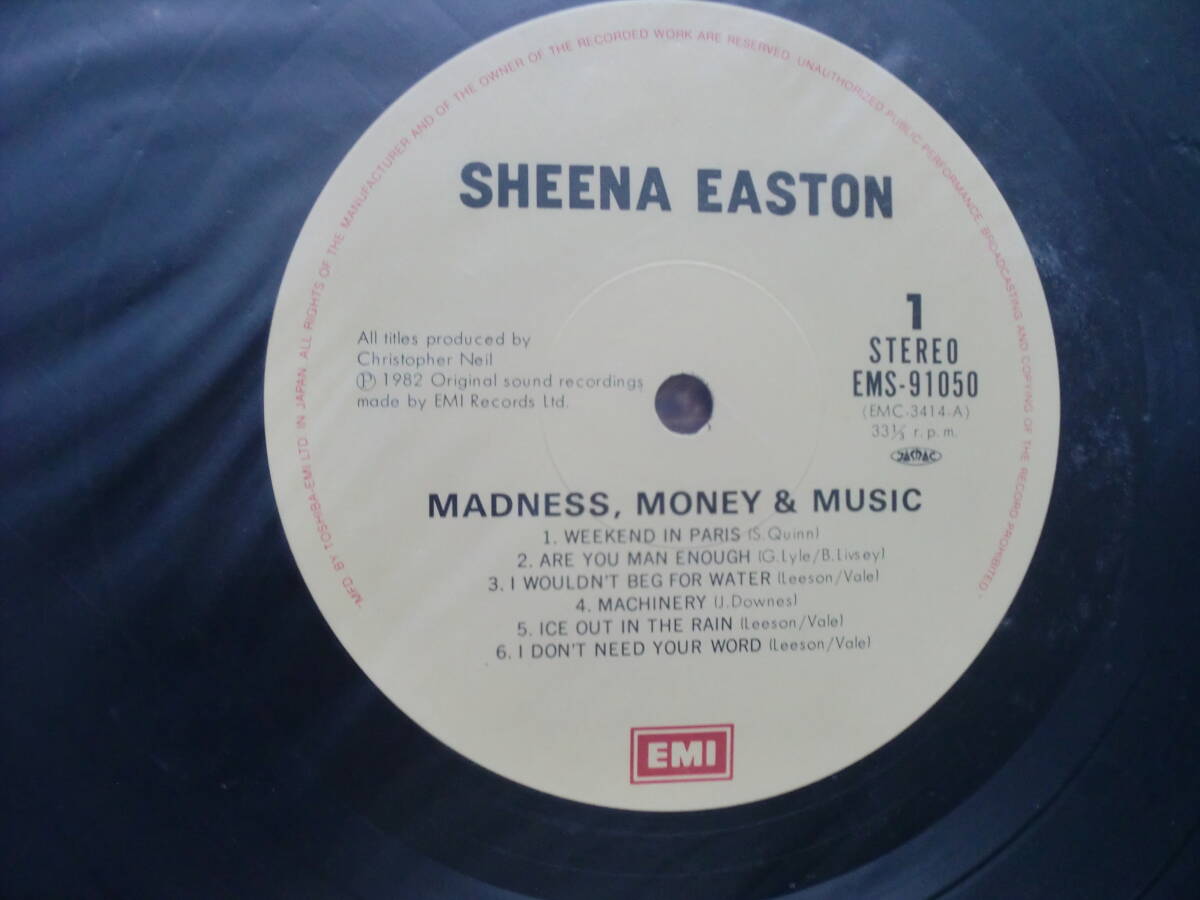 "MFD. BY TOSHIBA-EMI LTD. IN JAPAN. ALL RIGHTS OF THE MANUFACTURER AND OF THE OWNER OF THE RECORDED WORK ARE RESERVED. UNAUTHORIZED PUBLIC PERFORMANCE, BROADCASTING AND COPYING OF THE RECORD PROHIBITED."
SHEENA EASTON
All titles produced by
Christopher Neil
Ⓟ 1982 Original sound recordings
made by EMI Records Ltd.
1
STEREO
EMS-91050
(EMC-3414-A)
33⅓ r.p.m.
JASRAC
MADNESS, MONEY & MUSIC
1. WEEKEND IN PARIS (S. Quinn)
2. ARE YOU MAN ENOUGH (G. Lyle/B. Livsey)
3. I WOULDN'T BEG FOR WATER (Leeson/Vale)
4. MACHINERY (J. Downes)
5. ICE OUT IN THE RAIN (Leeson/Vale)
6. I DON'T NEED YOUR WORD (Leeson/Vale)
EMI